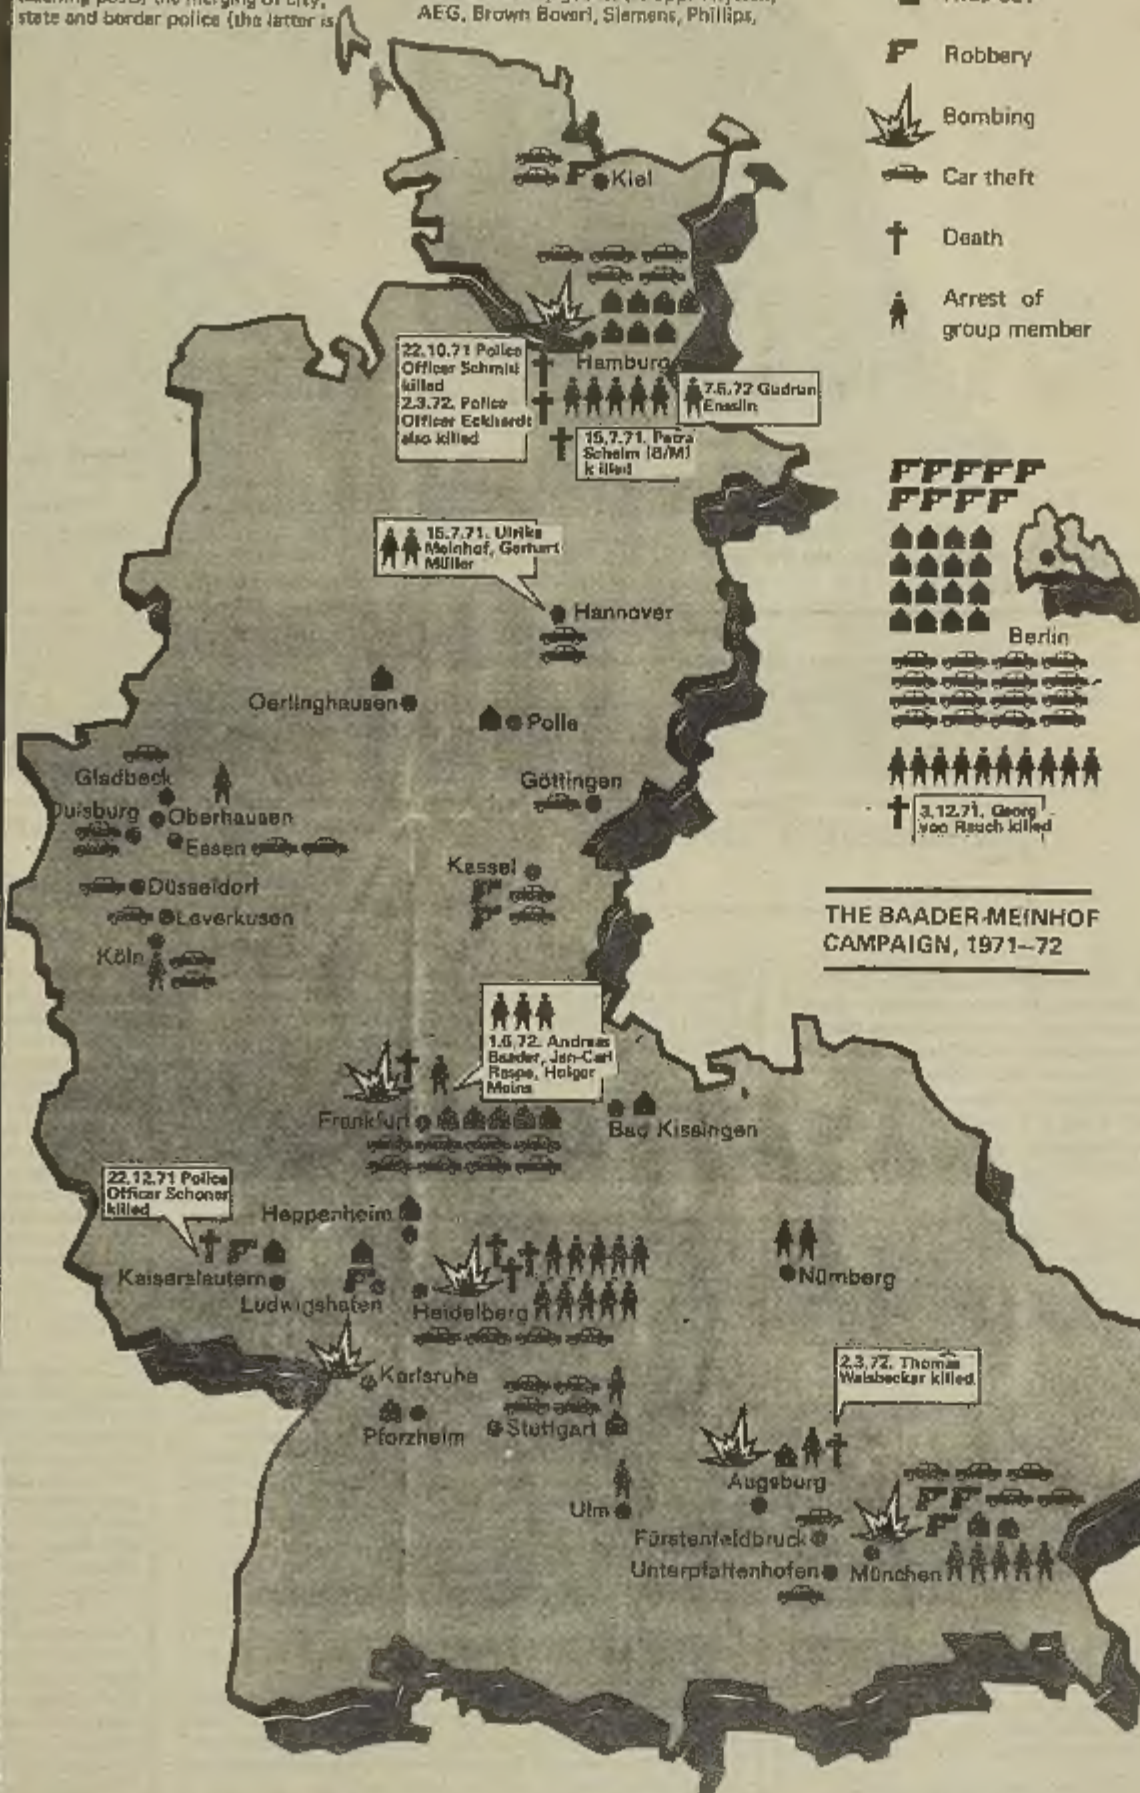 the merging of city,
state and border police (the latter is
AEG, Brown Boveri, Siemens, Phillips,
Robbery
Bombing
Car theft
Death
Arrest of
group member
Kiel
Hamburg
22.10.71 Police
Officer Schmid
killed
2.3.72. Police
Officer Eckhardt
also killed
7.6.72 Gudrun
Ensslin
15.7.71. Petra
Schelm (B/M)
killed
15.7.71. Ulrike
Meinhof, Gerhart
Müller
Hannover
Oerlinghausen
Polle
Berlin
3.12.71. Georg
von Rauch killed
Gladbeck
Göttingen
Duisburg
Oberhausen
Essen
Kassel
Düsseldorf
Leverkusen
Köln
THE BAADER-MEINHOF
CAMPAIGN, 1971–72
1.6.72. Andreas
Baader, Jan-Carl
Raspe, Holger
Meins
Frankfurt
Bad Kissingen
22.12.71 Police
Officer Schoner
killed
Heppenheim
Kaiserslautern
Ludwigshafen
Heidelberg
Nürnberg
Karlsruhe
2.3.72. Thomas
Waisbecker killed.
Pforzheim
Stuttgart
Augsburg
Ulm
Fürstenfeldbruck
Unterpfaffenhofen
München